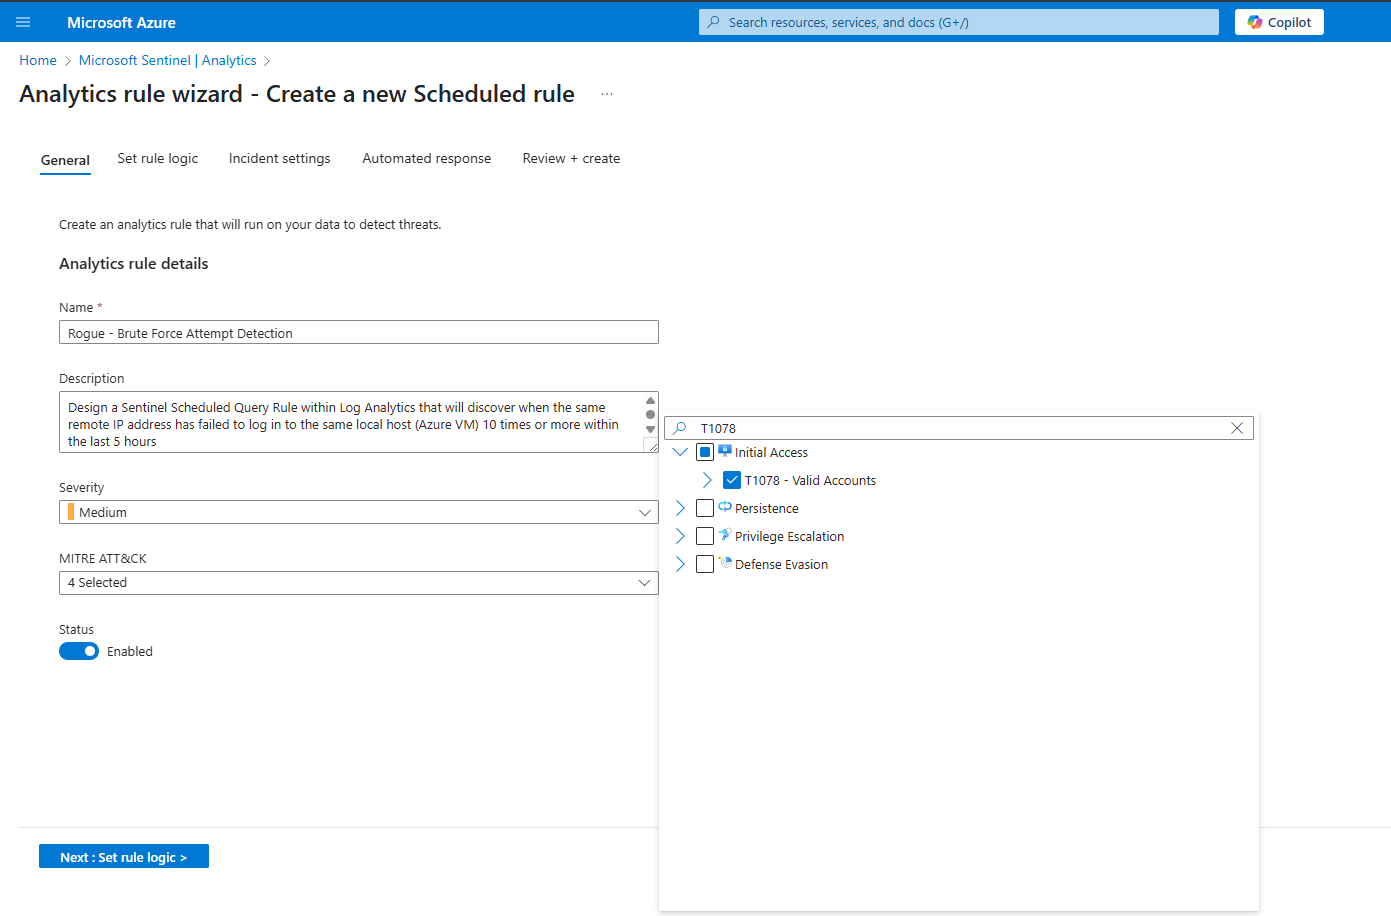 Microsoft Azure
Search resources, services, and docs (G+/)
Copilot
Home > Microsoft Sentinel | Analytics >
Analytics rule wizard - Create a new Scheduled rule ...
General
Set rule logic
Incident settings
Automated response
Review + create
Create an analytics rule that will run on your data to detect threats.
Analytics rule details
Name *
Rogue - Brute Force Attempt Detection
Description
Design a Sentinel Scheduled Query Rule within Log Analytics that will discover when the same
remote IP address has failed to log in to the same local host (Azure VM) 10 times or more within
the last 5 hours
Severity
Medium
MITRE ATT&CK
4 Selected
Status
Enabled
T1078
Initial Access
T1078 - Valid Accounts
Persistence
Privilege Escalation
Defense Evasion
Next : Set rule logic >